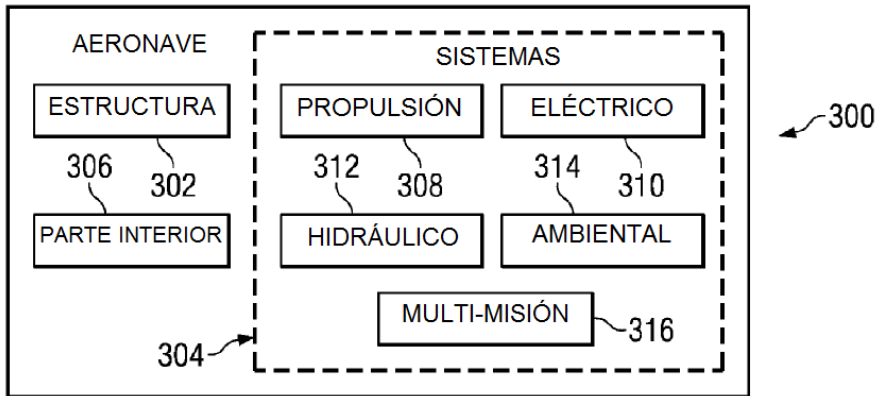 AERONAVE
SISTEMAS
ESTRUCTURA
PROPULSIÓN
ELÉCTRICO
300
306
302
312
308
314
310
PARTE INTERIOR
HIDRÁULICO
AMBIENTAL
MULTI-MISIÓN
304
316